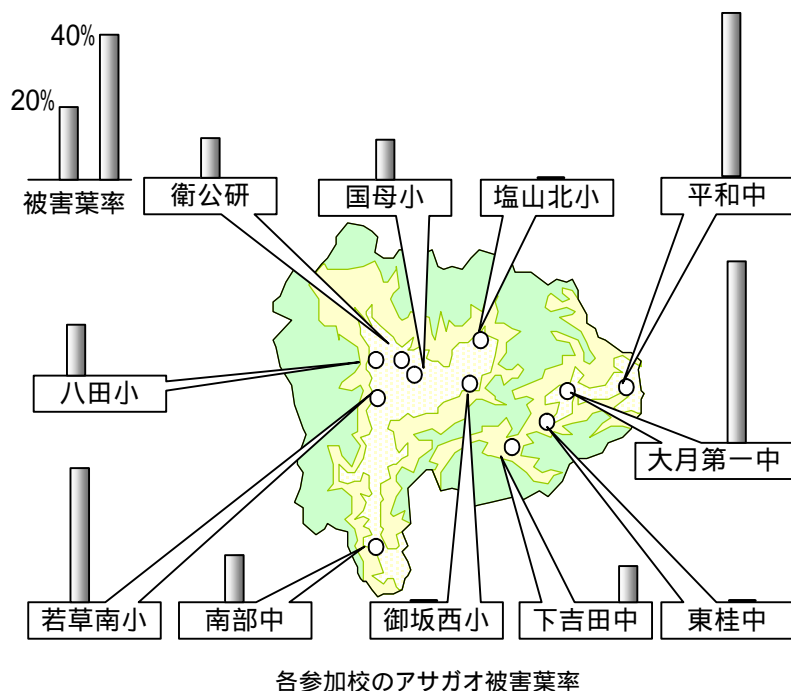 40%
20%
被害葉率
衛公研
国母小
塩山北小
平和中
八田小
大月第一中
若草南小
南部中
御坂西小
下吉田中
東桂中
各参加校のアサガオ被害葉率